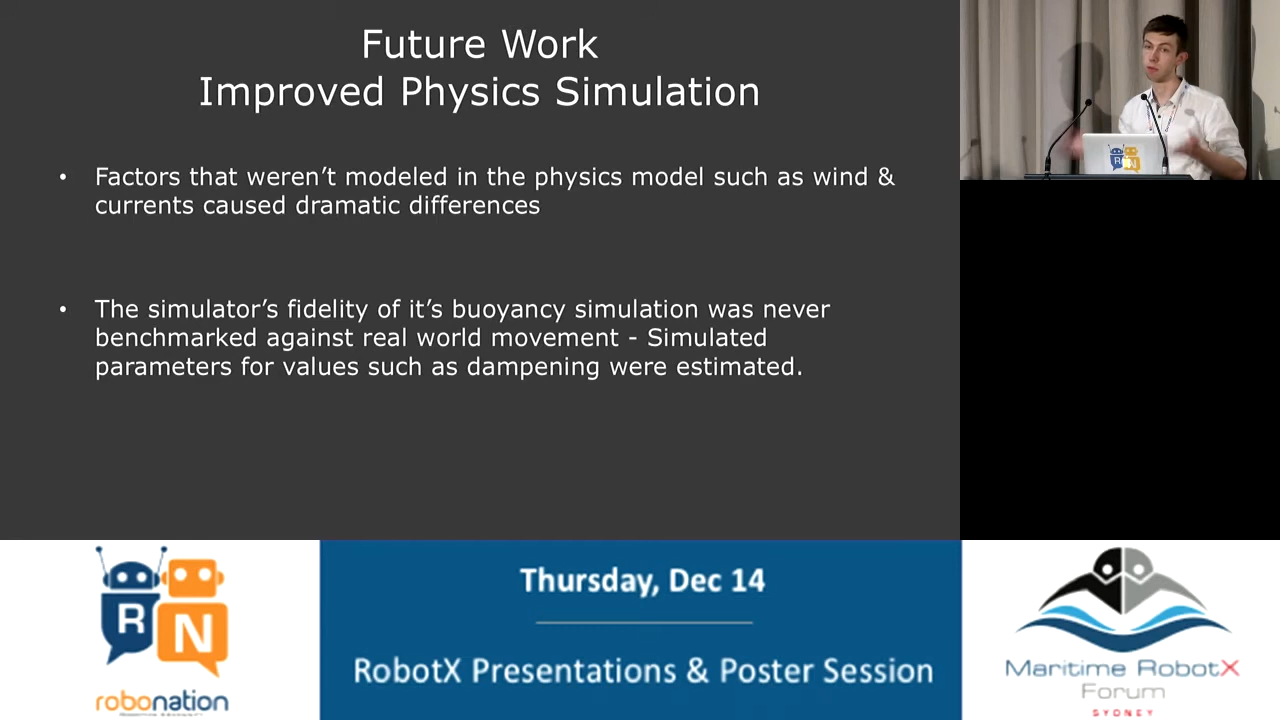 Future Work
Improved Physics Simulation
• Factors that weren't modeled in the physics model such as wind &
currents caused dramatic differences
• The simulator's fidelity of it's buoyancy simulation was never
benchmarked against real world movement - Simulated
parameters for values such as dampening were estimated.
RN
RN
robonation
Thursday, Dec 14
RobotX Presentations & Poster Session
Maritime RobotX
Forum
SYDNEY